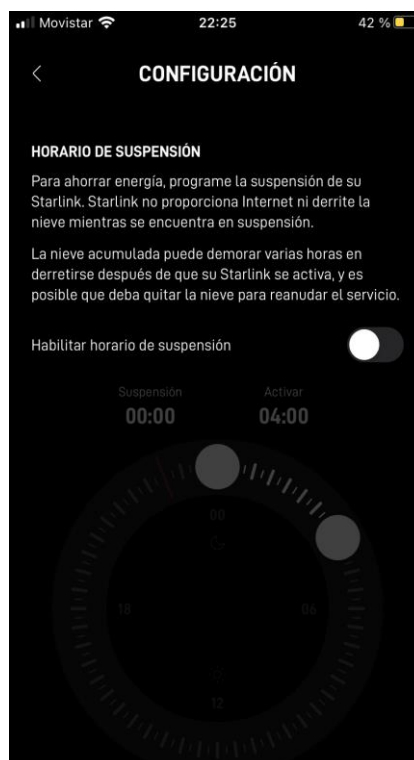 Movistar 22:25 42 %
CONFIGURACIÓN
HORARIO DE SUSPENSIÓN
Para ahorrar energía, programe la suspensión de su
Starlink. Starlink no proporciona Internet ni derrite la
nieve mientras se encuentra en suspensión.
La nieve acumulada puede demorar varias horas en
derretirse después de que su Starlink se activa, y es
posible que deba quitar la nieve para reanudar el servicio.
Habilitar horario de suspensión
Suspensión Activar
00:00 04:00
00
18 06
12